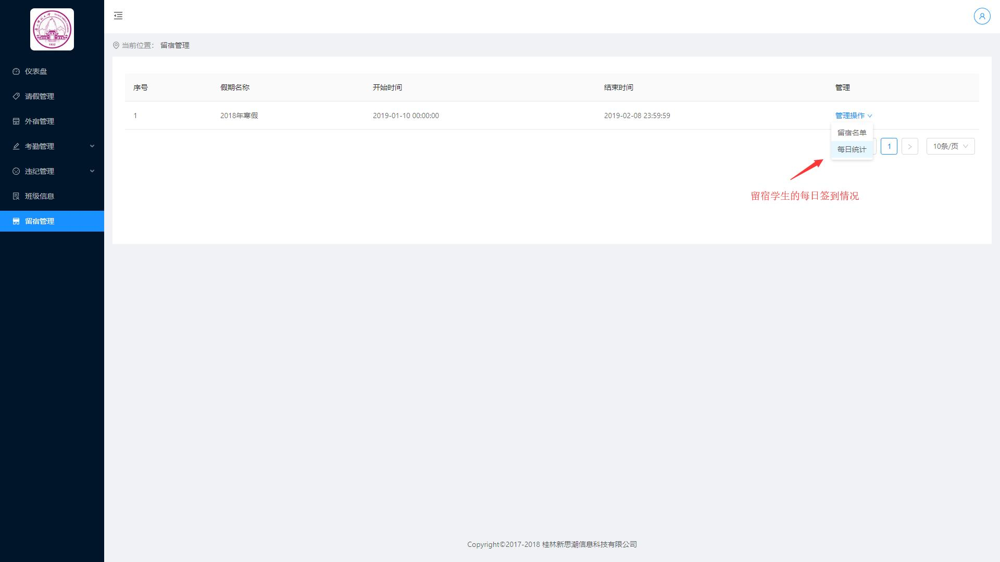 1932
仪表盘
请假管理
外宿管理
考勤管理
违纪管理
班级信息
留宿管理
当前位置： 留宿管理
序号 假期名称 开始时间 结束时间 管理
1 2018年寒假 2019-01-10 00:00:00 2019-02-08 23:59:59 管理操作
留宿名单
每日统计
1 > 10条/页
留宿学生的每日签到情况
Copyright©2017-2018 桂林新思潮信息科技有限公司